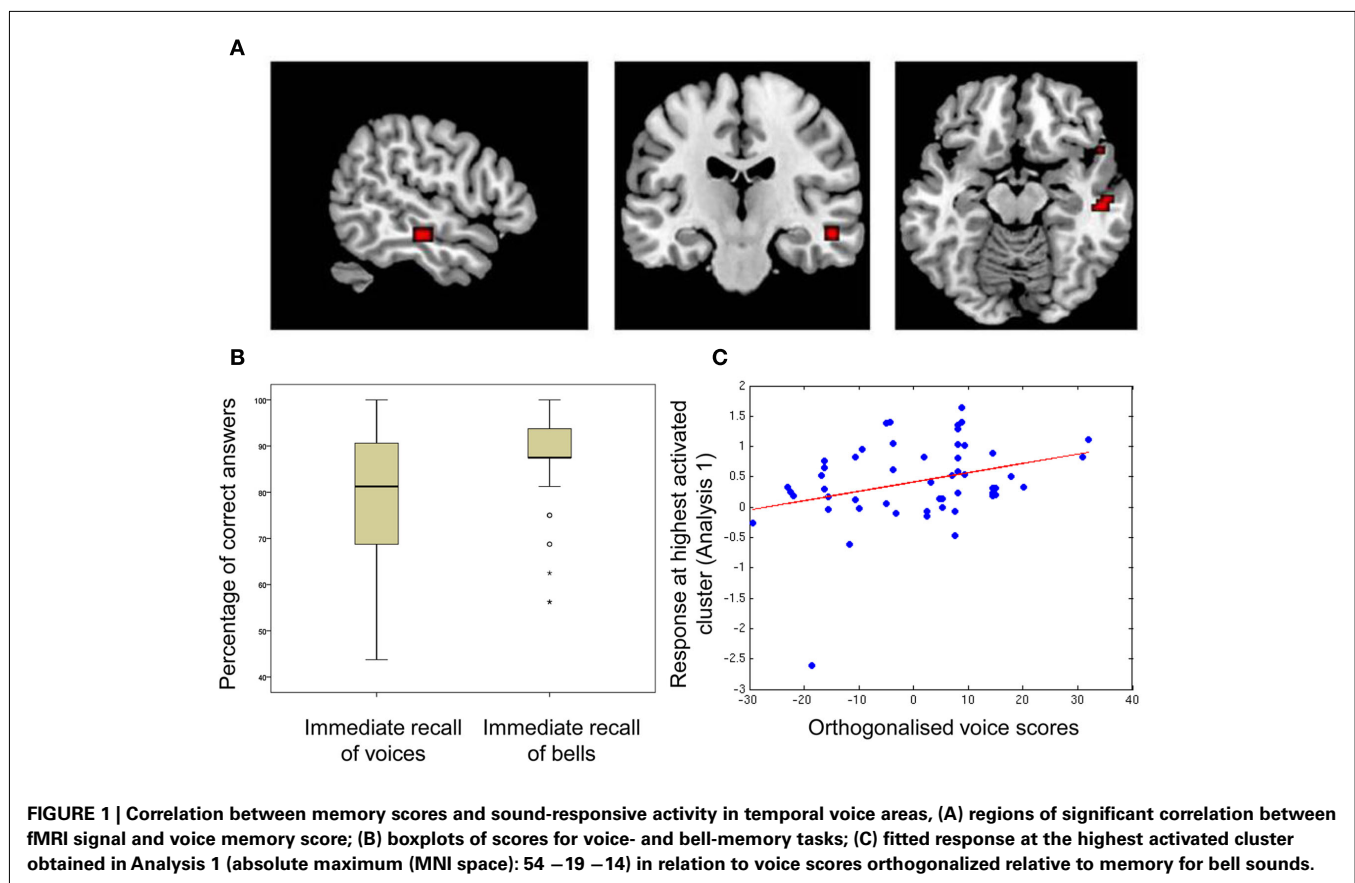 A
B
C
Percentage of correct answers
100
90
80
70
60
50
40
Immediate recall
of voices
Immediate recall
of bells
Response at highest activated
cluster (Analysis 1)
2
1.5
1
0.5
0
-0.5
-1
-1.5
-2
-2.5
-3
-30
-20
-10
0
10
20
30
40
Orthogonalised voice scores
FIGURE 1 | Correlation between memory scores and sound-responsive activity in temporal voice areas, (A) regions of significant correlation between
fMRI signal and voice memory score; (B) boxplots of scores for voice- and bell-memory tasks; (C) fitted response at the highest activated cluster
obtained in Analysis 1 (absolute maximum (MNI space): 54 −19 −14) in relation to voice scores orthogonalized relative to memory for bell sounds.